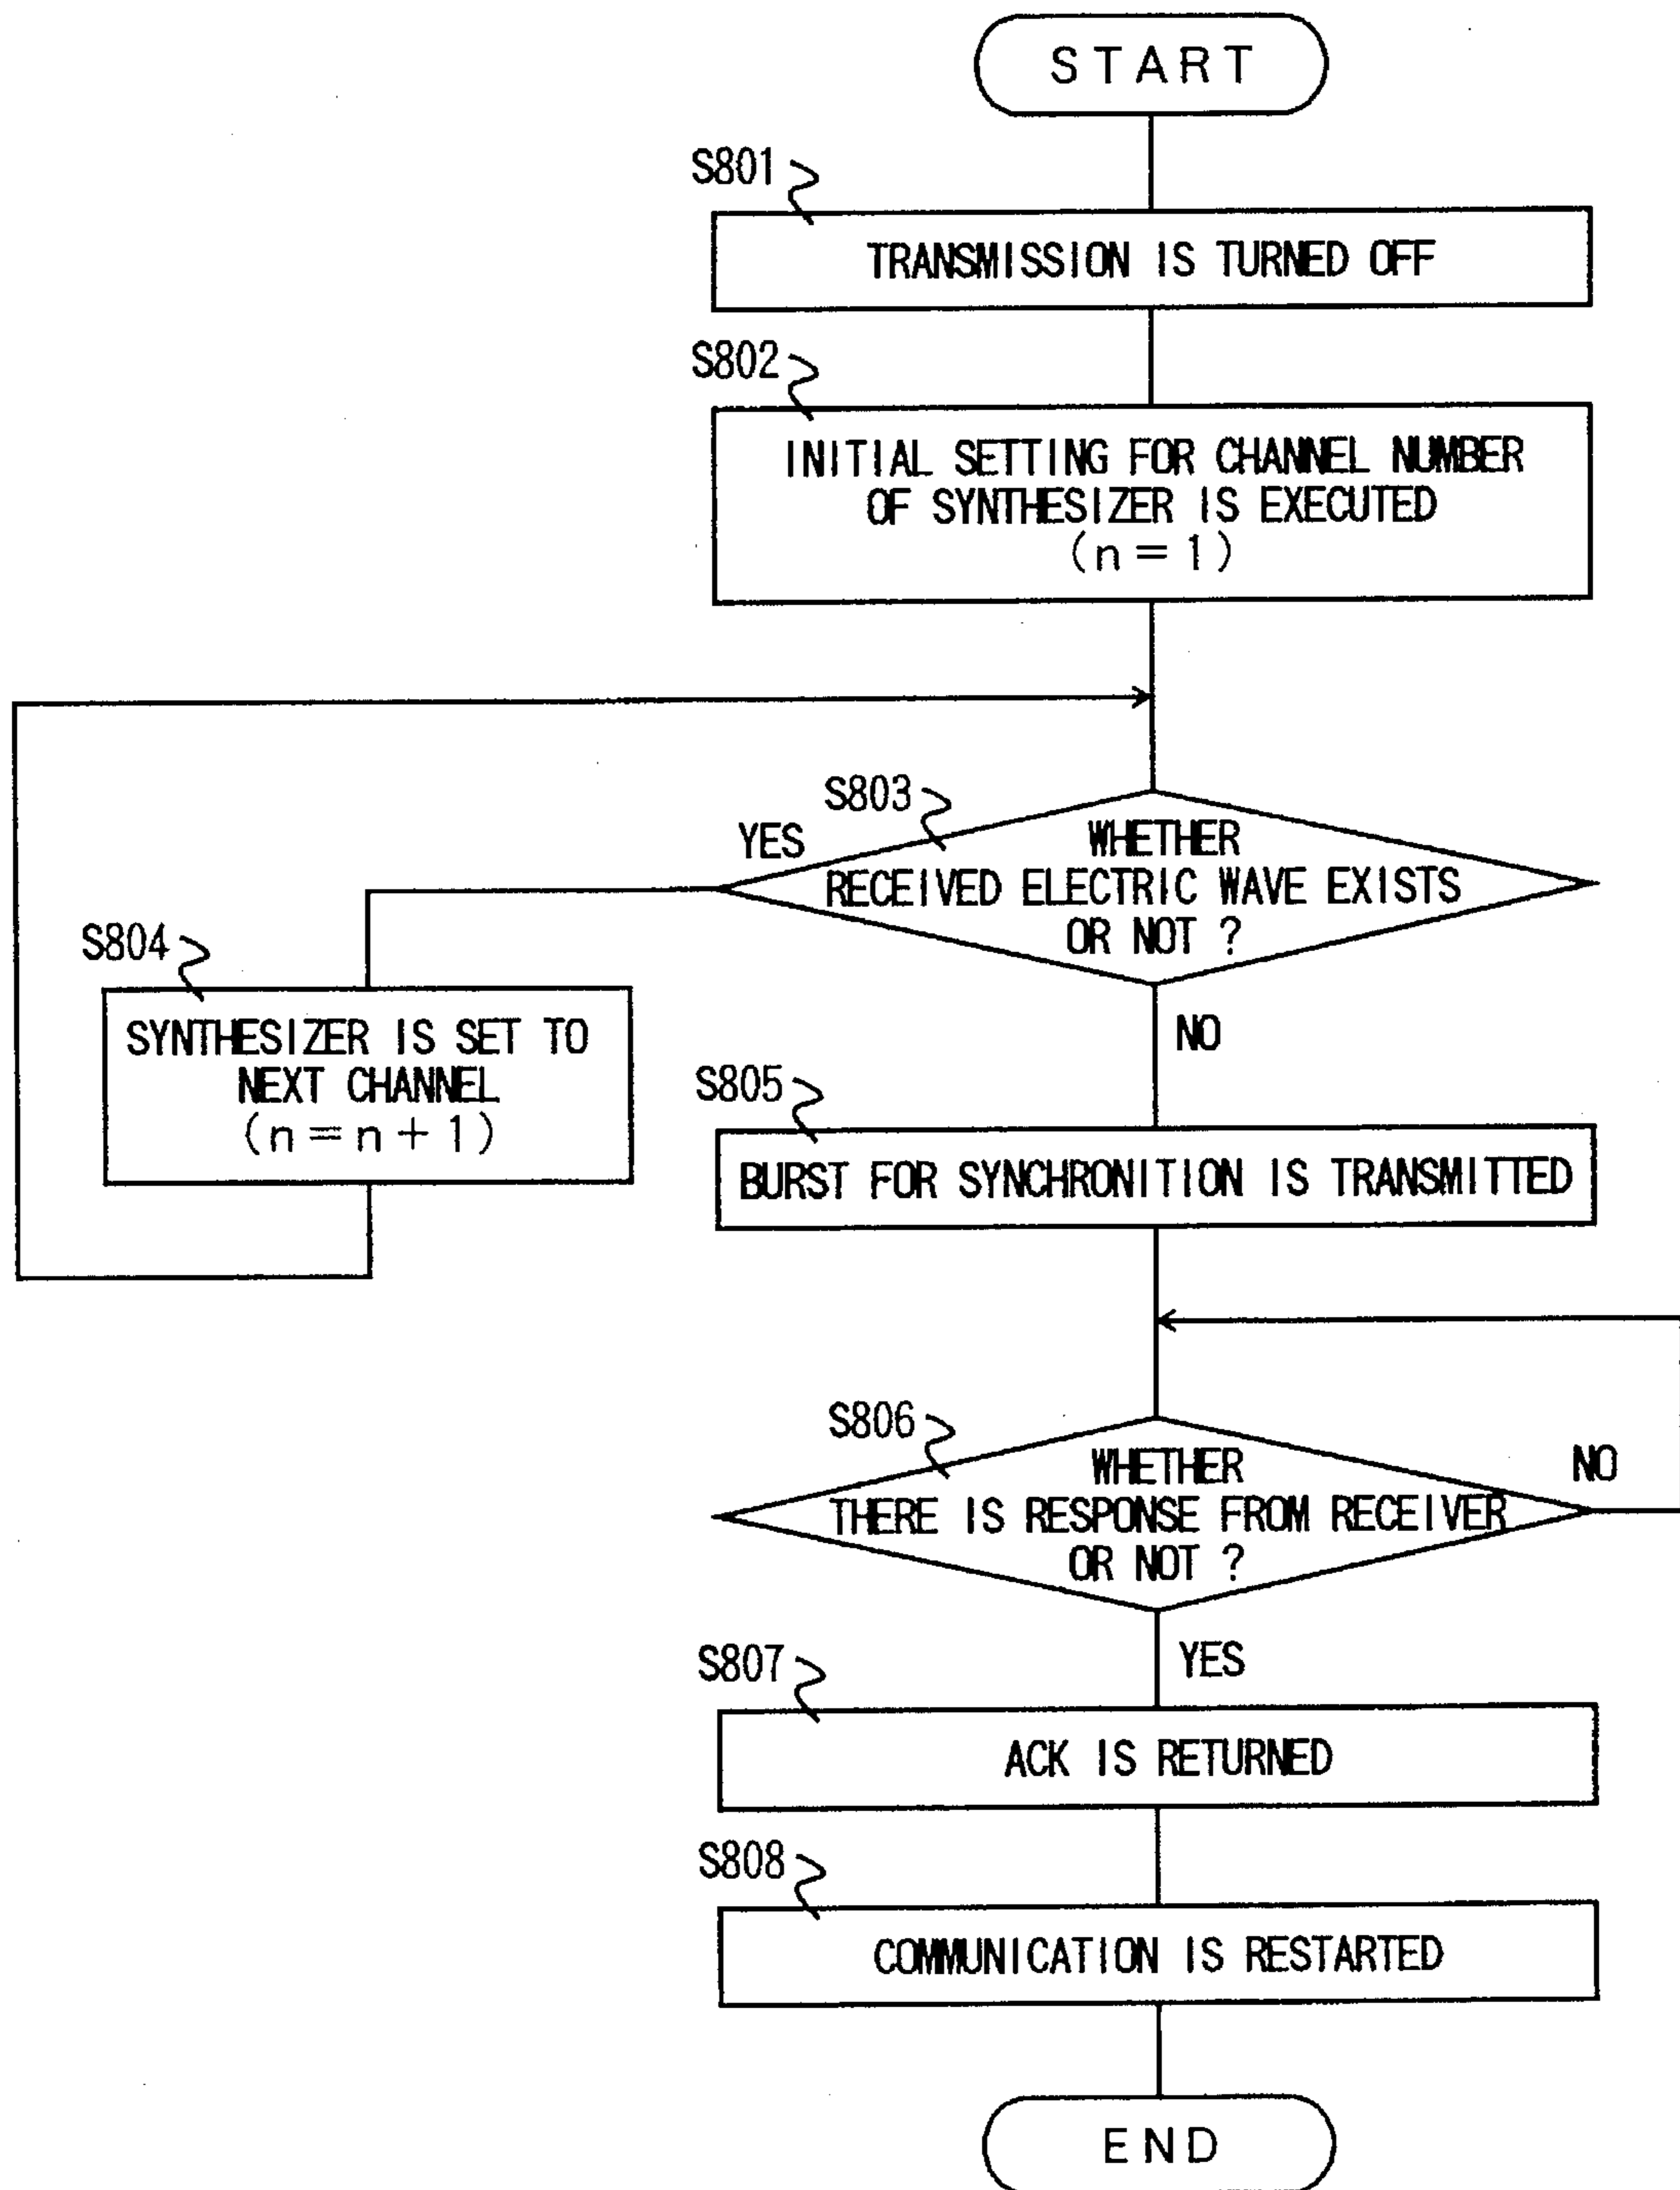 START
S801
TRANSMISSION IS TURNED OFF
S802
INITIAL SETTING FOR CHANNEL NUMBER
OF SYNTHESIZER IS EXECUTED
(n = 1)
S803
YES
WHETHER
RECEIVED ELECTRIC WAVE EXISTS
OR NOT ?
NO
S804
SYNTHESIZER IS SET TO
NEXT CHANNEL
(n = n + 1)
S805
BURST FOR SYNCHRONITION IS TRANSMITTED
S806
WHETHER
THERE IS RESPONSE FROM RECEIVER
OR NOT ?
NO
YES
S807
ACK IS RETURNED
S808
COMMUNICATION IS RESTARTED
END